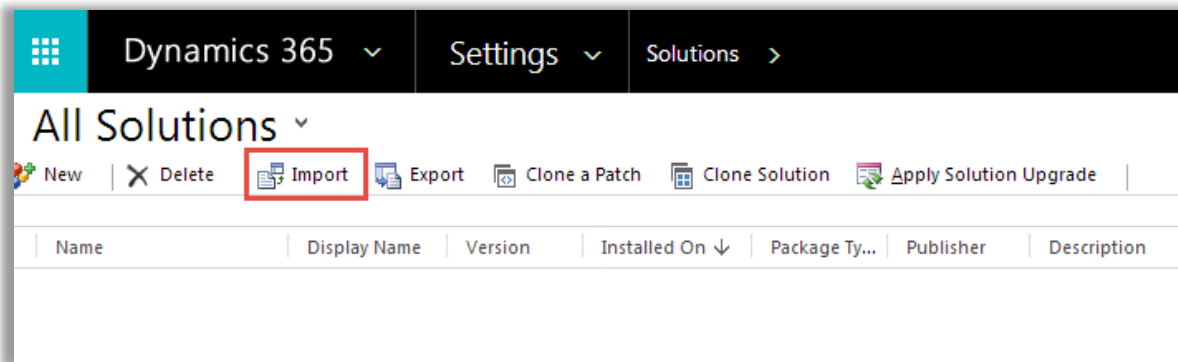 Dynamics 365 Settings Solutions
All Solutions
New Delete Import Export Clone a Patch Clone Solution Apply Solution Upgrade
Name Display Name Version Installed On Package Ty... Publisher Description